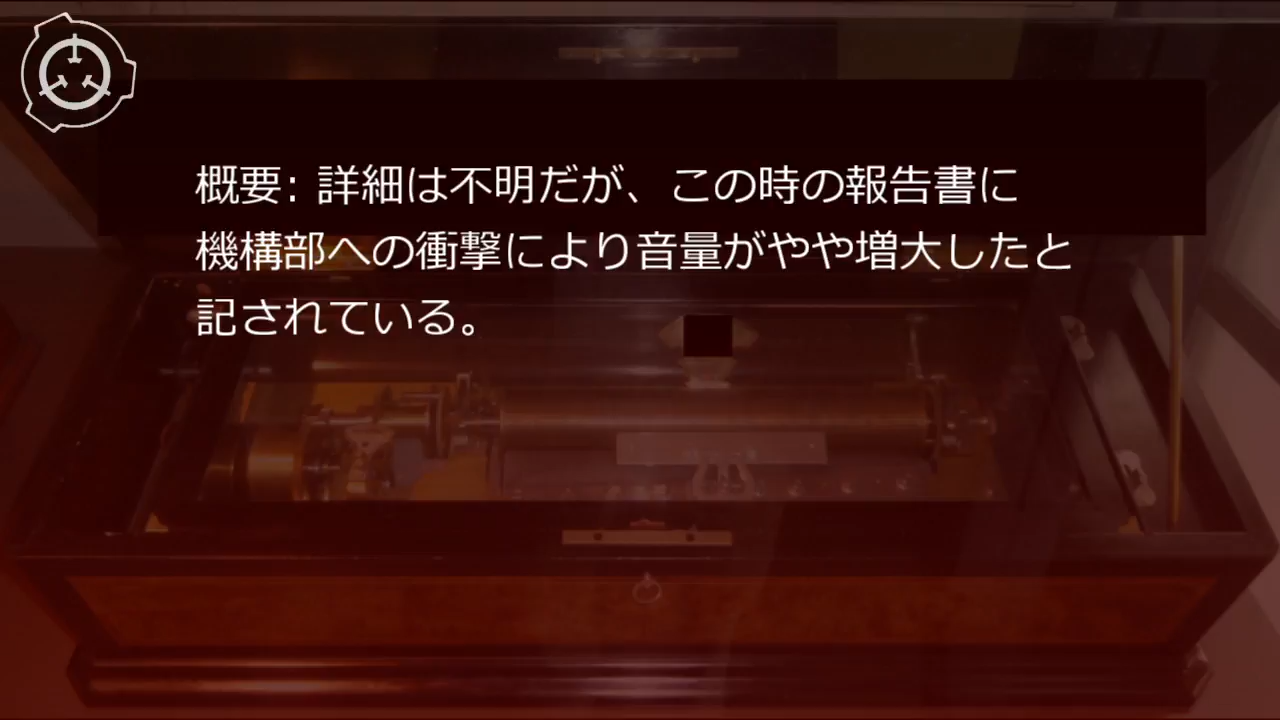 概要: 詳細は不明だが、この時の報告書に
機構部への衝撃により音量がやや増大したと
記されている。